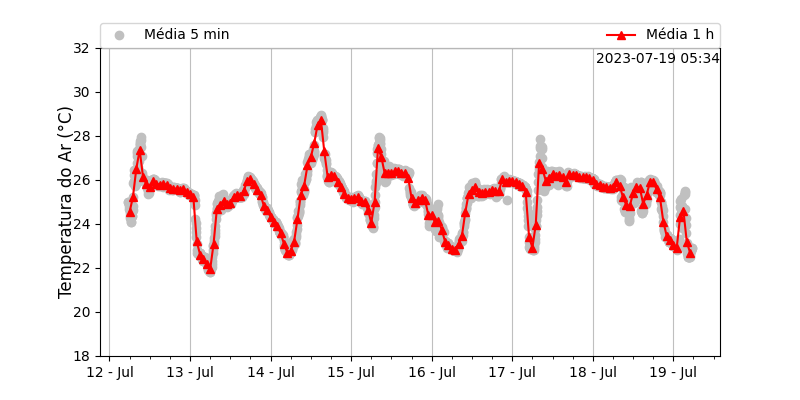 Média 5 min
Média 1 h
2023-07-19 05:34
Temperatura do Ar (°C)
32
30
28
26
24
22
20
18
12 - Jul
13 - Jul
14 - Jul
15 - Jul
16 - Jul
17 - Jul
18 - Jul
19 - Jul